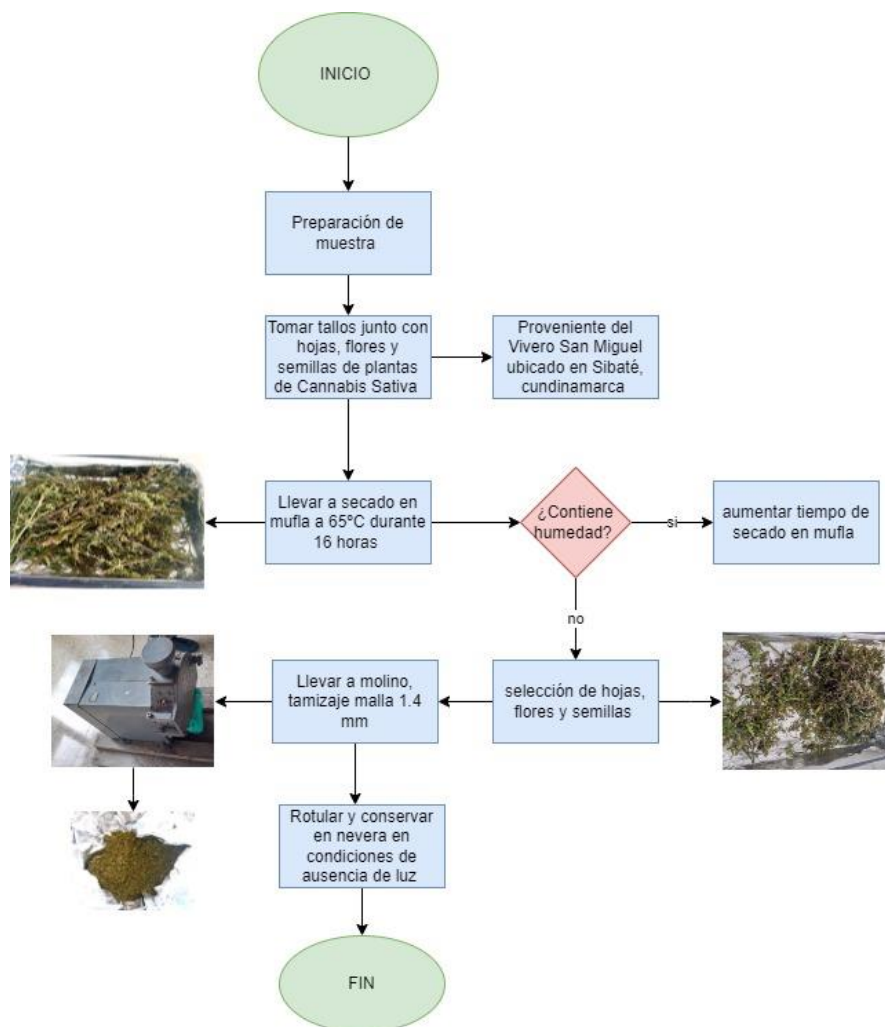 INICIO
Preparación de
muestra
Tomar tallos junto con
hojas, flores y
semillas de plantas
de Cannabis Sativa
Proveniente del
Vivero San Miguel
ubicado en Sibaté,
cundinamarca
Llevar a secado en
mufla a 65ºC durante
16 horas
¿Contiene
humedad?
si
aumentar tiempo de
secado en mufla
no
selección de hojas,
flores y semillas
Llevar a molino,
tamizaje malla 1.4
mm
Rotular y conservar
en nevera en
condiciones de
ausencia de luz
FIN